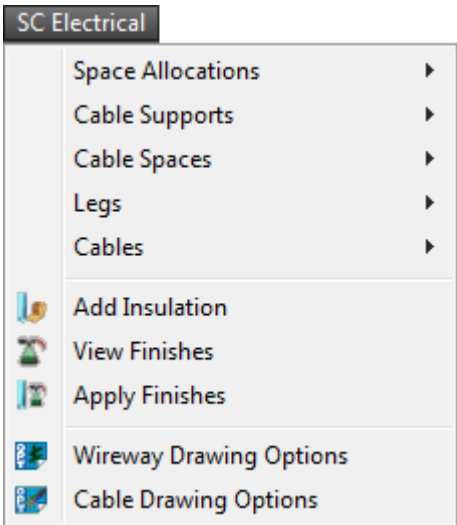 SC Electrical
Space Allocations
Cable Supports
Cable Spaces
Legs
Cables
Add Insulation
View Finishes
Apply Finishes
Wireway Drawing Options
Cable Drawing Options